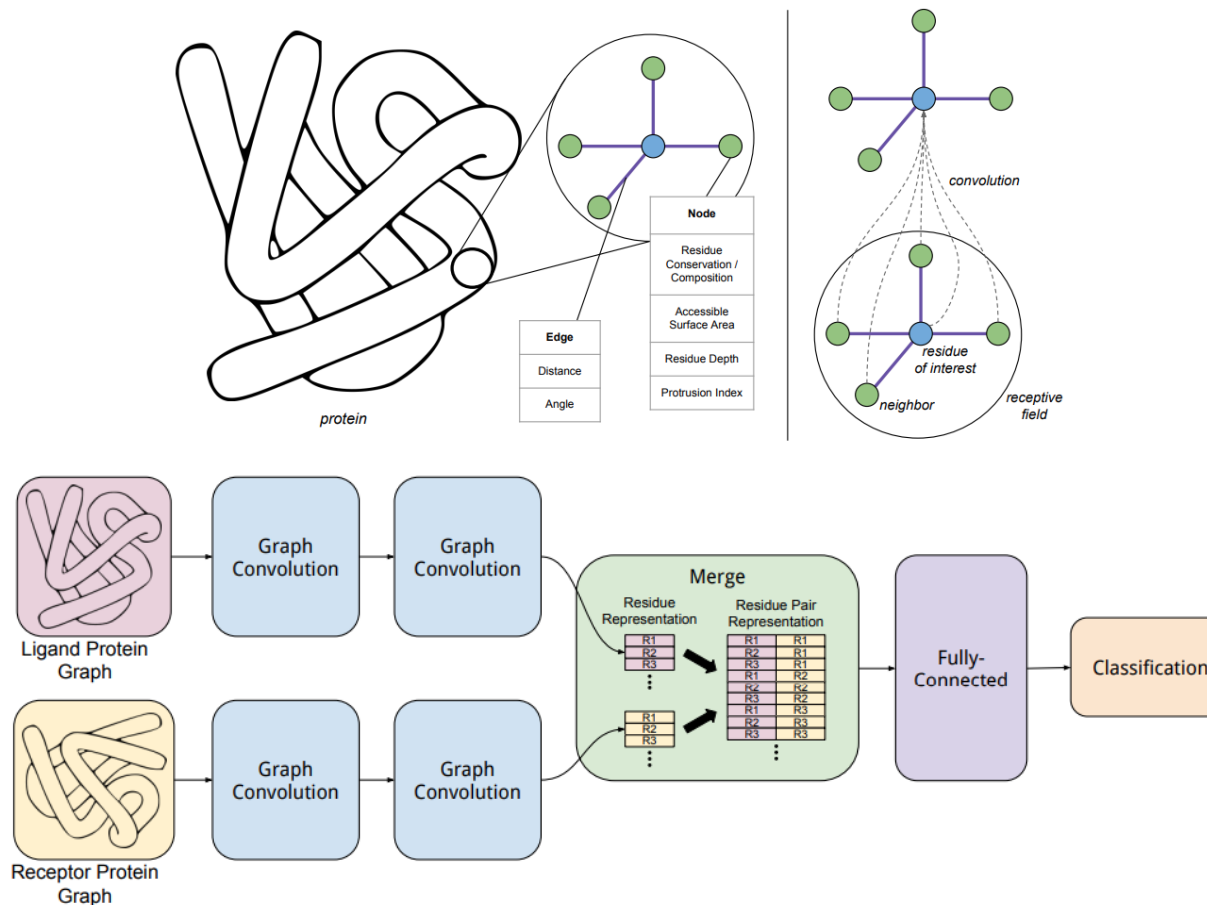 protein
Edge
Distance
Angle
Node
Residue
Conservation /
Composition
Accessible
Surface Area
Residue Depth
Protrusion Index
convolution
residue
of interest
neighbor
receptive
field
Ligand Protein
Graph
Graph
Convolution
Graph
Convolution
Receptor Protein
Graph
Graph
Convolution
Graph
Convolution
Merge
Residue
Representation
R1
R2
R3
R1
R2
R3
Residue Pair
Representation
R1 R1
R2 R1
R3 R1
R1 R2
R2 R2
R3 R2
R1 R3
R2 R3
R3 R3
Fully-
Connected
Classification